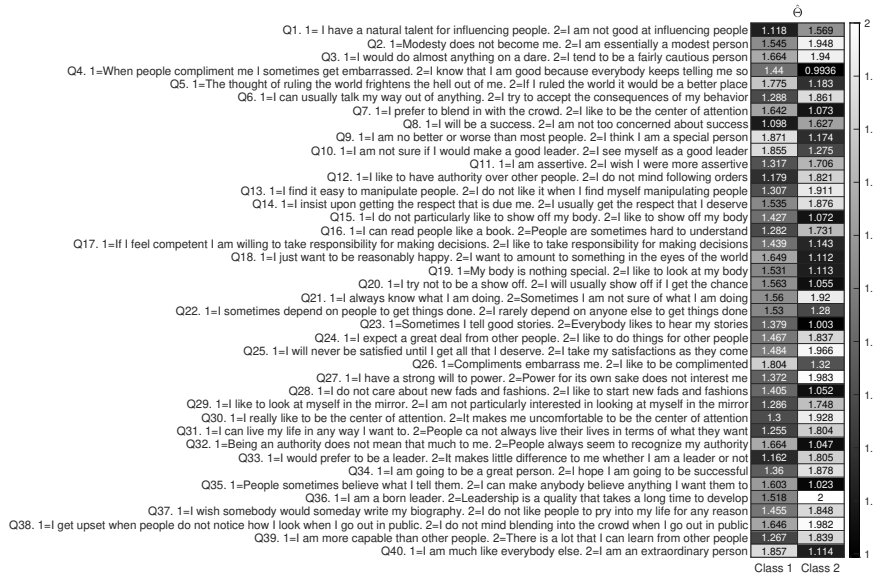 Θ̂
Q1. 1= I have a natural talent for influencing people. 2=I am not good at influencing people 1.118 1.569
Q2. 1=Modesty does not become me. 2=I am essentially a modest person 1.545 1.948
Q3. 1=I would do almost anything on a dare. 2=I tend to be a fairly cautious person 1.664 1.94
Q4. 1=When people compliment me I sometimes get embarrassed. 2=I know that I am good because everybody keeps telling me so 1.44 0.9936
Q5. 1=The thought of ruling the world frightens the hell out of me. 2=If I ruled the world it would be a better place 1.775 1.183
Q6. 1=I can usually talk my way out of anything. 2=I try to accept the consequences of my behavior 1.288 1.861
Q7. 1=I prefer to blend in with the crowd. 2=I like to be the center of attention 1.642 1.073
Q8. 1=I will be a success. 2=I am not too concerned about success 1.098 1.627
Q9. 1=I am no better or worse than most people. 2=I think I am a special person 1.871 1.174
Q10. 1=I am not sure if I would make a good leader. 2=I see myself as a good leader 1.855 1.275
Q11. 1=I am assertive. 2=I wish I were more assertive 1.317 1.706
Q12. 1=I like to have authority over other people. 2=I do not mind following orders 1.179 1.821
Q13. 1=I find it easy to manipulate people. 2=I do not like it when I find myself manipulating people 1.307 1.911
Q14. 1=I insist upon getting the respect that is due me. 2=I usually get the respect that I deserve 1.535 1.876
Q15. 1=I do not particularly like to show off my body. 2=I like to show off my body 1.427 1.072
Q16. 1=I can read people like a book. 2=People are sometimes hard to understand 1.282 1.731
Q17. 1=If I feel competent I am willing to take responsibility for making decisions. 2=I like to take responsibility for making decisions 1.439 1.143
Q18. 1=I just want to be reasonably happy. 2=I want to amount to something in the eyes of the world 1.649 1.112
Q19. 1=My body is nothing special. 2=I like to look at my body 1.531 1.113
Q20. 1=I try not to be a show off. 2=I will usually show off if I get the chance 1.563 1.055
Q21. 1=I always know what I am doing. 2=Sometimes I am not sure of what I am doing 1.56 1.92
Q22. 1=I sometimes depend on people to get things done. 2=I rarely depend on anyone else to get things done 1.53 1.28
Q23. 1=Sometimes I tell good stories. 2=Everybody likes to hear my stories 1.379 1.003
Q24. 1=I expect a great deal from other people. 2=I like to do things for other people 1.467 1.837
Q25. 1=I will never be satisfied until I get all that I deserve. 2=I take my satisfactions as they come 1.484 1.966
Q26. 1=Compliments embarrass me. 2=I like to be complimented 1.804 1.32
Q27. 1=I have a strong will to power. 2=Power for its own sake does not interest me 1.372 1.983
Q28. 1=I do not care about new fads and fashions. 2=I like to start new fads and fashions 1.405 1.052
Q29. 1=I like to look at myself in the mirror. 2=I am not particularly interested in looking at myself in the mirror 1.286 1.748
Q30. 1=I really like to be the center of attention. 2=It makes me uncomfortable to be the center of attention 1.3 1.928
Q31. 1=I can live my life in any way I want to. 2=People ca not always live their lives in terms of what they want 1.255 1.804
Q32. 1=Being an authority does not mean that much to me. 2=People always seem to recognize my authority 1.664 1.047
Q33. 1=I would prefer to be a leader. 2=It makes little difference to me whether I am a leader or not 1.162 1.805
Q34. 1=I am going to be a great person. 2=I hope I am going to be successful 1.36 1.878
Q35. 1=People sometimes believe what I tell them. 2=I can make anybody believe anything I want them to 1.603 1.023
Q36. 1=I am a born leader. 2=Leadership is a quality that takes a long time to develop 1.518 2
Q37. 1=I wish somebody would someday write my biography. 2=I do not like people to pry into my life for any reason 1.455 1.848
Q38. 1=I get upset when people do not notice how I look when I go out in public. 2=I do not mind blending into the crowd when I go out in public 1.646 1.982
Q39. 1=I am more capable than other people. 2=There is a lot that I can learn from other people 1.267 1.839
Q40. 1=I am much like everybody else. 2=I am an extraordinary person 1.857 1.114
Class 1 Class 2
2
1